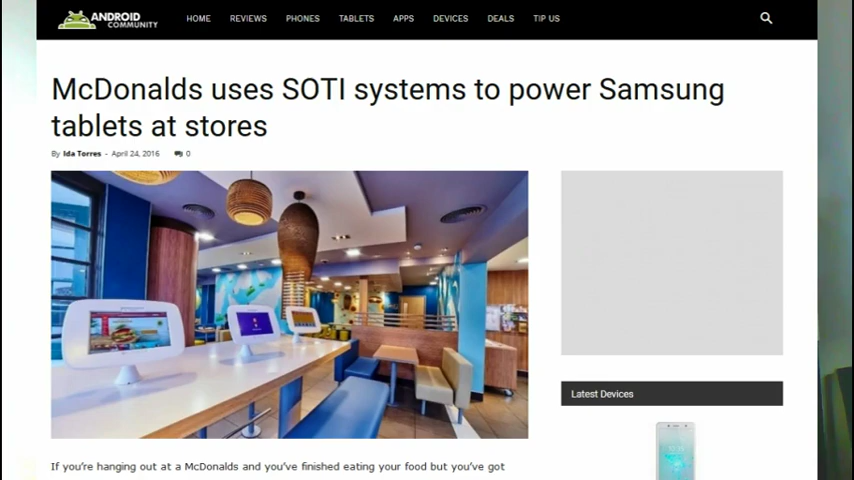 ANDROID
COMMUNITY
HOME REVIEWS PHONES TABLETS APPS DEVICES DEALS TIP US
McDonalds uses SOTI systems to power Samsung
tablets at stores
By Ida Torres - April 24, 2016 0
Latest Devices
If you're hanging out at a McDonalds and you've finished eating your food but you've got